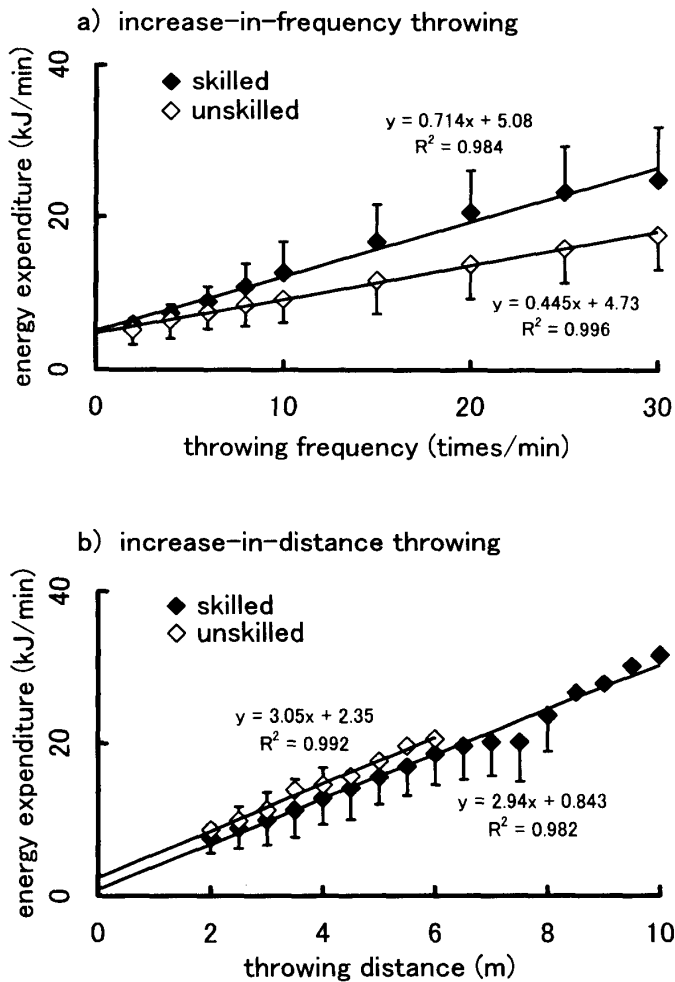 a) increase-in-frequency throwing
40
20
0
energy expenditure (kJ/min)
skilled
unskilled
y = 0.714x + 5.08
R² = 0.984
y = 0.445x + 4.73
R² = 0.996
0 10 20 30
throwing frequency (times/min)
b) increase-in-distance throwing
40
20
0
energy expenditure (kJ/min)
skilled
unskilled
y = 3.05x + 2.35
R² = 0.992
y = 2.94x + 0.843
R² = 0.982
0 2 4 6 8 10
throwing distance (m)